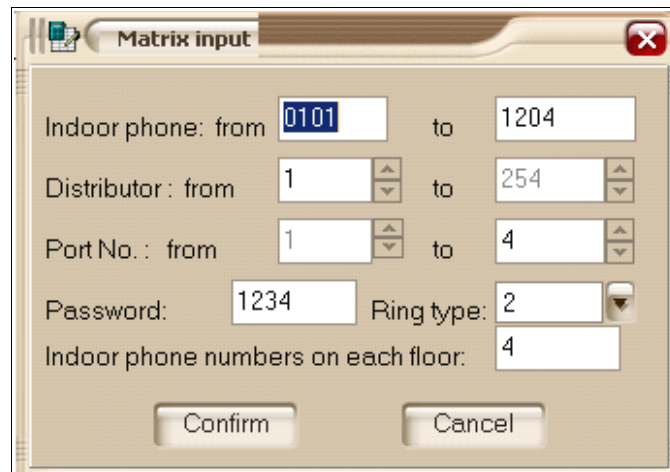 Matrix input
Indoor phone: from 0101 to 1204
Distributor : from 1 to 254
Port No. : from 1 to 4
Password: 1234 Ring type: 2
Indoor phone numbers on each floor: 4
Confirm Cancel